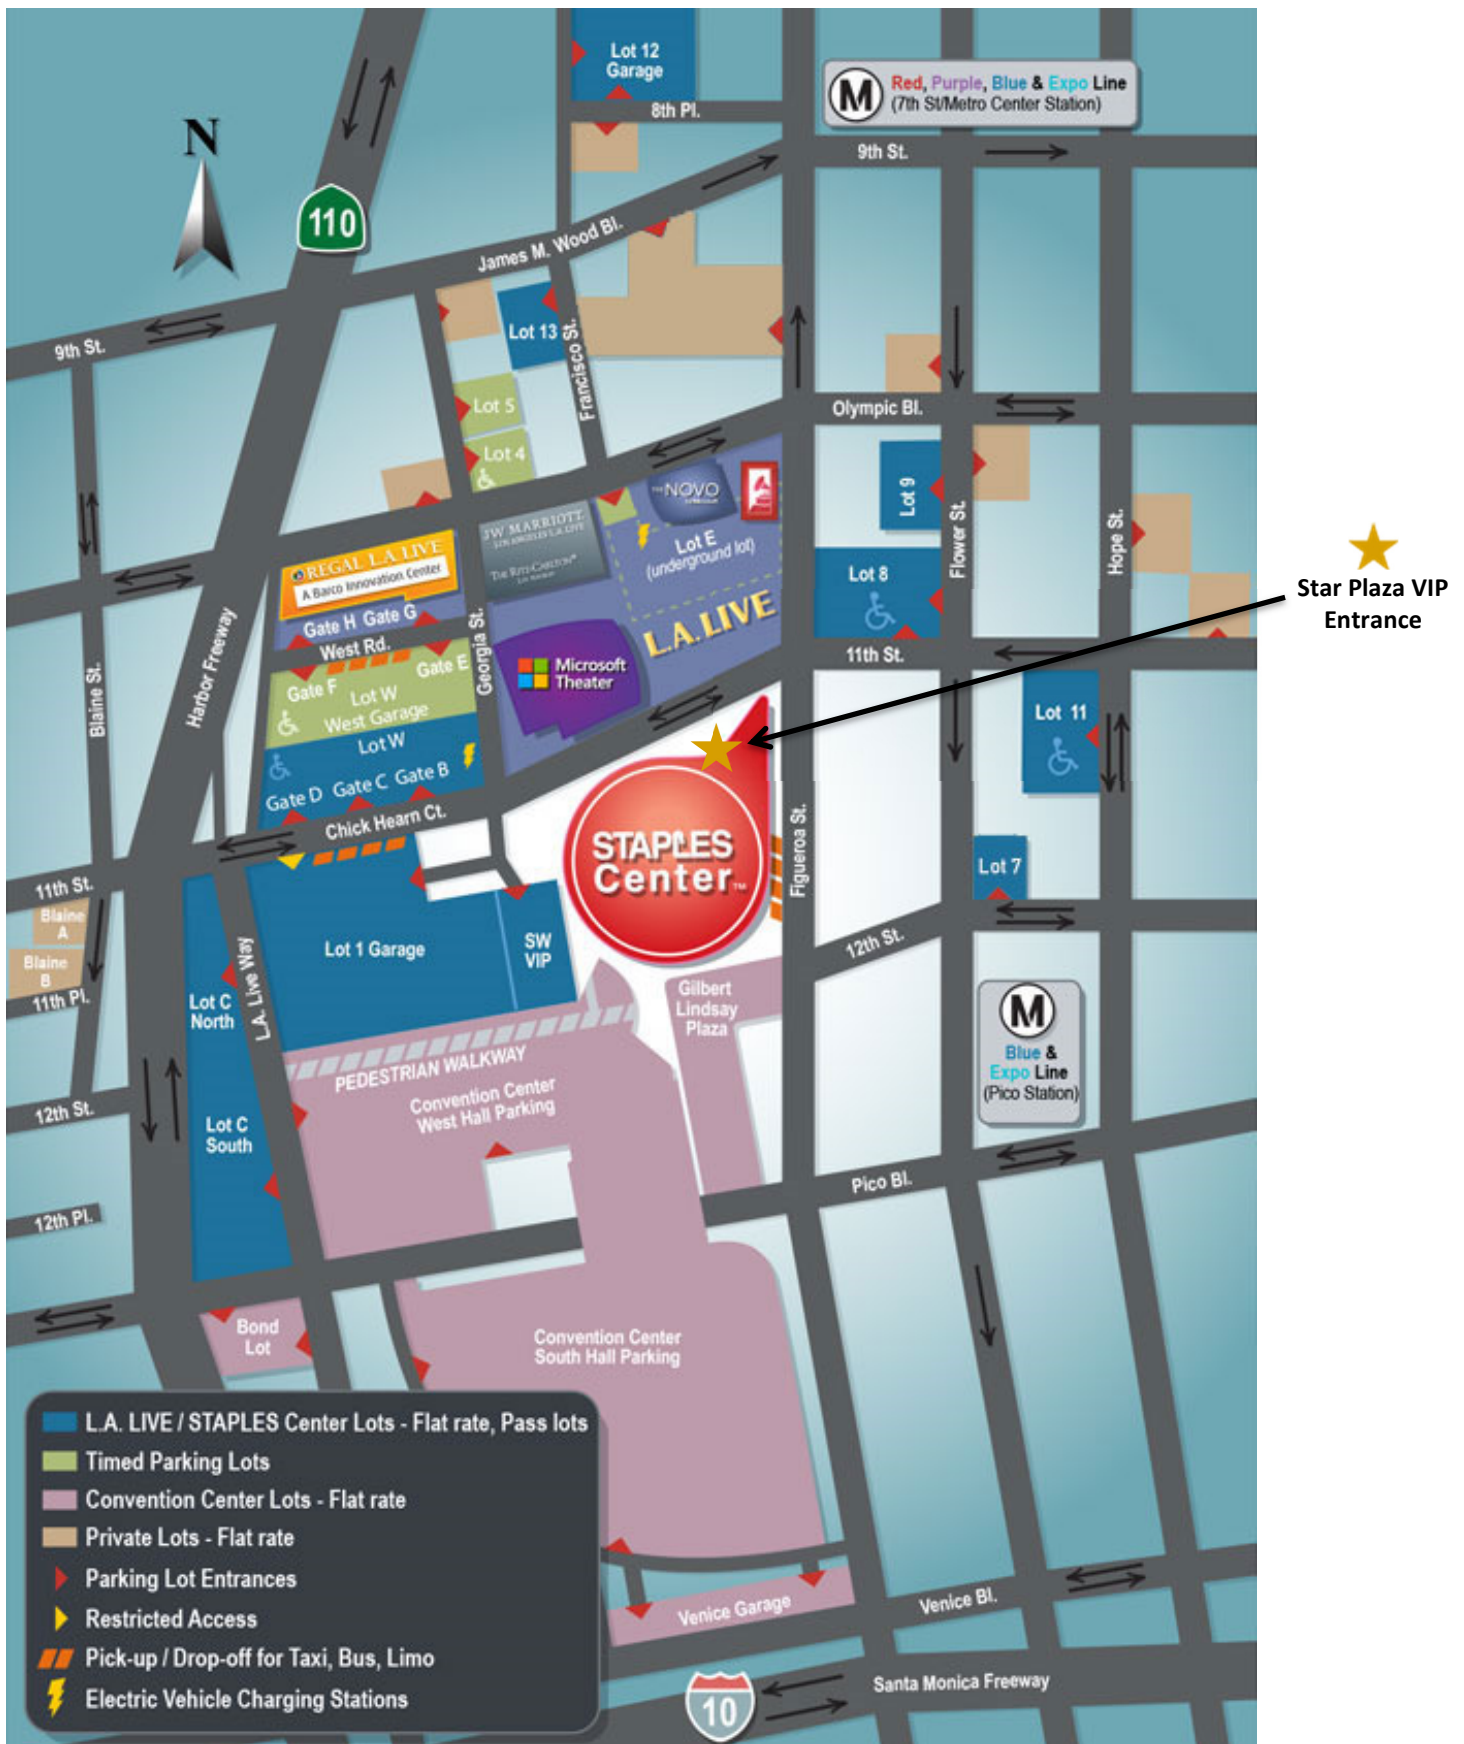 Lot 12
Garage
8th Pl.
M
Red, Purple, Blue & Expo Line
(7th St/Metro Center Station)
N
9th St.
110
James M. Wood Bl.
Lot 13
9th St.
Francisco St.
Lot 5
Olympic Bl.
Lot 4
THE NOVO
JW MARRIOTT
LOS ANGELES L.A. LIVE
THE RITZ-CARLTON
Lot E
(underground lot)
Lot 9
Flower St.
Hope St.
REGAL L.A. LIVE
A Barco Innovation Center
Lot 8
Star Plaza VIP
Entrance
Gate H Gate G
West Rd.
Georgia St.
L.A. LIVE
11th St.
Harbor Freeway
Blaine St.
Gate E
Gate F
Lot W
West Garage
Microsoft
Theater
Lot 11
Lot W
Gate D Gate C Gate B
Chick Hearn Ct.
STAPLES
Center™
Figueroa St.
Lot 7
11th St.
Blaine
A
Blaine
B
11th Pl.
Lot 1 Garage
SW
VIP
12th St.
L.A. Live Way
Lot C
North
Gilbert
Lindsay
Plaza
M
Blue &
Expo Line
(Pico Station)
PEDESTRIAN WALKWAY
Convention Center
West Hall Parking
12th St.
Lot C
South
Pico Bl.
12th Pl.
Bond
Lot
Convention Center
South Hall Parking
L.A. LIVE / STAPLES Center Lots - Flat rate, Pass lots
Timed Parking Lots
Convention Center Lots - Flat rate
Private Lots - Flat rate
Parking Lot Entrances
Restricted Access
Pick-up / Drop-off for Taxi, Bus, Limo
Electric Vehicle Charging Stations
Venice Garage
Venice Bl.
Santa Monica Freeway
10